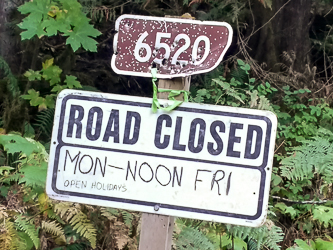 6520
ROAD CLOSED
MON-NOON FRI
OPEN HOLIDAYS